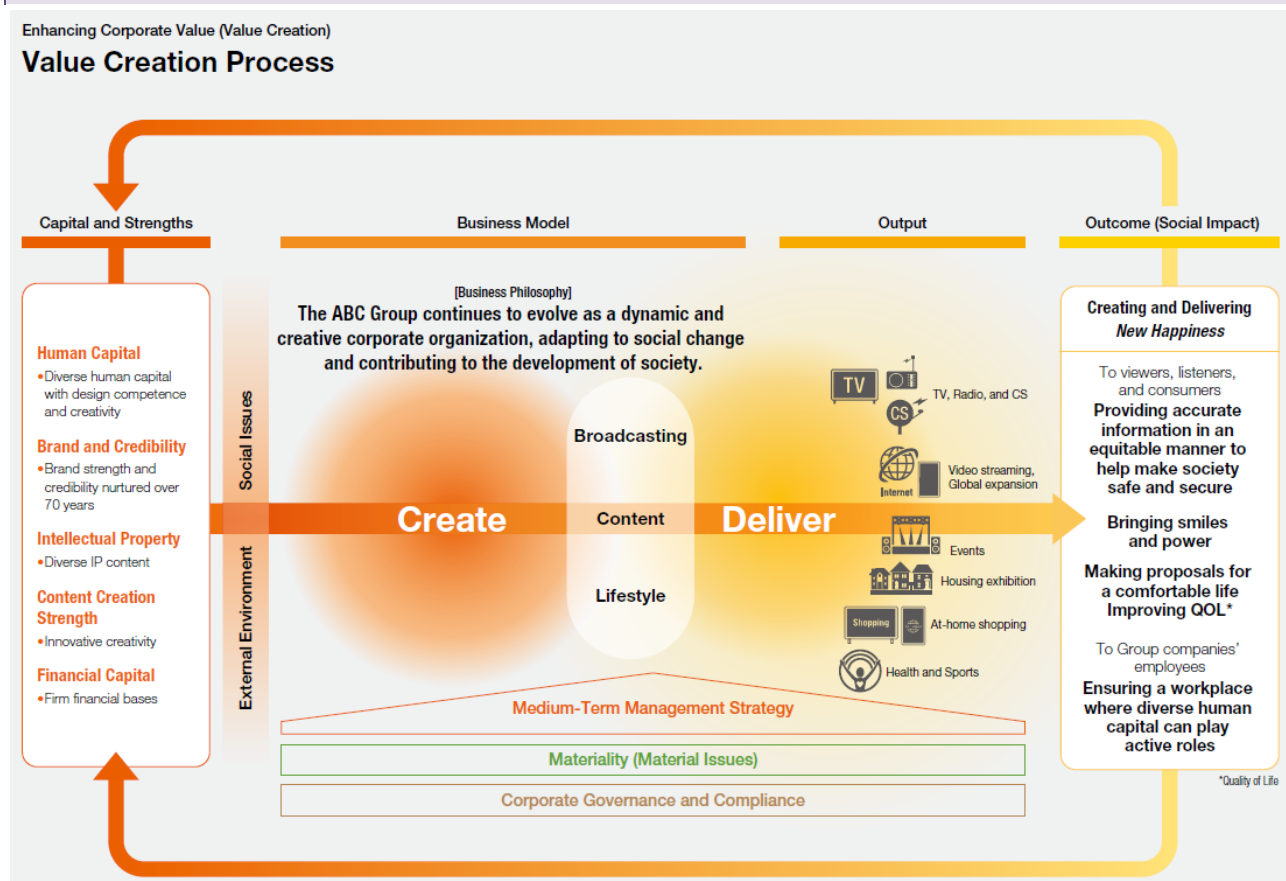 Enhancing Corporate Value (Value Creation)
Value Creation Process
Capital and Strengths
Business Model
Output
Outcome (Social Impact)
Human Capital
•Diverse human capital
with design competence
and creativity
Brand and Credibility
•Brand strength and
credibility nurtured over
70 years
Intellectual Property
•Diverse IP content
Content Creation
Strength
•Innovative creativity
Financial Capital
•Firm financial bases
Social Issues
External Environment
[Business Philosophy]
The ABC Group continues to evolve as a dynamic and
creative corporate organization, adapting to social change
and contributing to the development of society.
Create
Broadcasting
Content
Lifestyle
Deliver
TV
CS
TV, Radio, and CS
Internet
Video streaming,
Global expansion
Events
Housing exhibition
Shopping
At-home shopping
Health and Sports
Medium-Term Management Strategy
Materiality (Material Issues)
Corporate Governance and Compliance
Creating and Delivering
New Happiness
To viewers, listeners,
and consumers
Providing accurate
information in an
equitable manner to
help make society
safe and secure
Bringing smiles
and power
Making proposals for
a comfortable life
Improving QOL*
To Group companies’
employees
Ensuring a workplace
where diverse human
capital can play
active roles
*Quality of Life